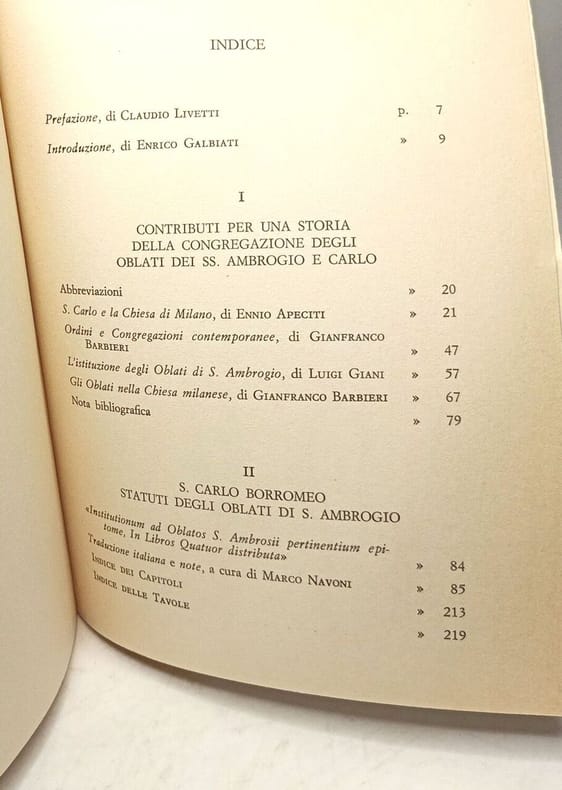 INDICE
Prefazione, di CLAUDIO LIVETTI p. 7
Introduzione, di ENRICO GALBIATI » 9
I
CONTRIBUTI PER UNA STORIA
DELLA CONGREGAZIONE DEGLI
OBLATI DEI SS. AMBROGIO E CARLO
Abbreviazioni » 20
S. Carlo e la Chiesa di Milano, di ENNIO APECITI » 21
Ordini e Congregazioni contemporanee, di GIANFRANCO
BARBIERI » 47
L'istituzione degli Oblati di S. Ambrogio, di LUIGI GIANI » 57
Gli Oblati nella Chiesa milanese, di GIANFRANCO BARBIERI » 67
Nota bibliografica » 79
II
S. CARLO BORROMEO
STATUTI DEGLI OBLATI DI S. AMBROGIO
«Institutionum ad Oblatos S. Ambrosii pertinentium epi-
tome, In Libros Quatuor distributa» » 84
Traduzione italiana e note, a cura di MARCO NAVONI » 85
INDICE DEI CAPITOLI » 213
INDICE DELLE TAVOLE » 219